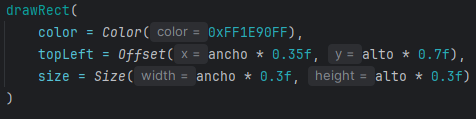 drawRect(
color = Color( color = 0xFF1E90FF),
topLeft = Offset( x = ancho * 0.35f, y = alto * 0.7f),
size = Size( width = ancho * 0.3f, height = alto * 0.3f)
)